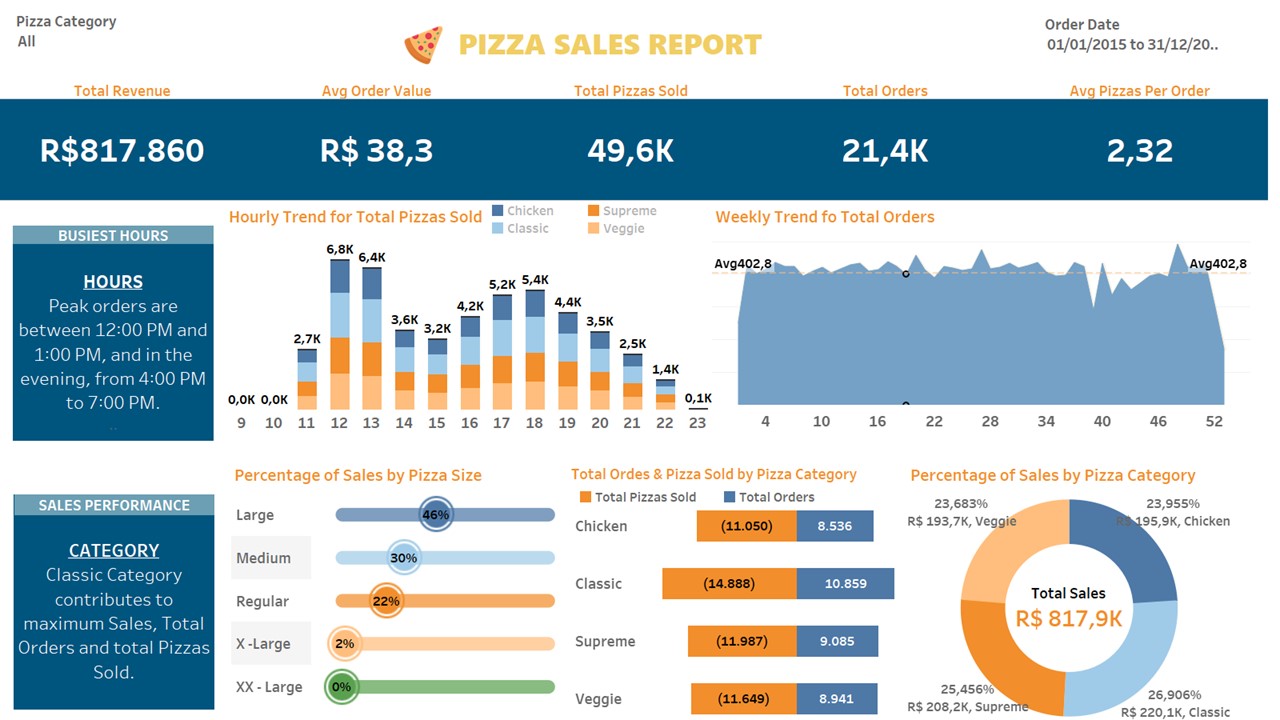 Pizza Category
All
PIZZA SALES REPORT
Order Date
01/01/2015 to 31/12/20..
Total Revenue
Avg Order Value
Total Pizzas Sold
Total Orders
Avg Pizzas Per Order
R$817.860
R$ 38,3
49,6K
21,4K
2,32
BUSIEST HOURS
HOURS
Peak orders are
between 12:00 PM and
1:00 PM, and in the
evening, from 4:00 PM
to 7:00 PM.
..
Hourly Trend for Total Pizzas Sold
Chicken
Supreme
Classic
Veggie
0,0K
0,0K
2,7K
6,8K
6,4K
3,6K
3,2K
4,2K
5,2K
5,4K
4,4K
3,5K
2,5K
1,4K
0,1K
9 10 11 12 13 14 15 16 17 18 19 20 21 22 23
Weekly Trend fo Total Orders
Avg402,8
Avg402,8
4 10 16 22 28 34 40 46 52
SALES PERFORMANCE
CATEGORY
Classic Category
contributes to
maximum Sales, Total
Orders and total Pizzas
Sold.
Percentage of Sales by Pizza Size
Large 46%
Medium 30%
Regular 22%
X -Large 2%
XX - Large 0%
Total Ordes & Pizza Sold by Pizza Category
Total Pizzas Sold
Total Orders
Chicken (11.050) 8.536
Classic (14.888) 10.859
Supreme (11.987) 9.085
Veggie (11.649) 8.941
Percentage of Sales by Pizza Category
23,683%
R$ 193,7K, Veggie
23,955%
R$ 195,9K, Chicken
Total Sales
R$ 817,9K
25,456%
R$ 208,2K, Supreme
26,906%
R$ 220,1K, Classic